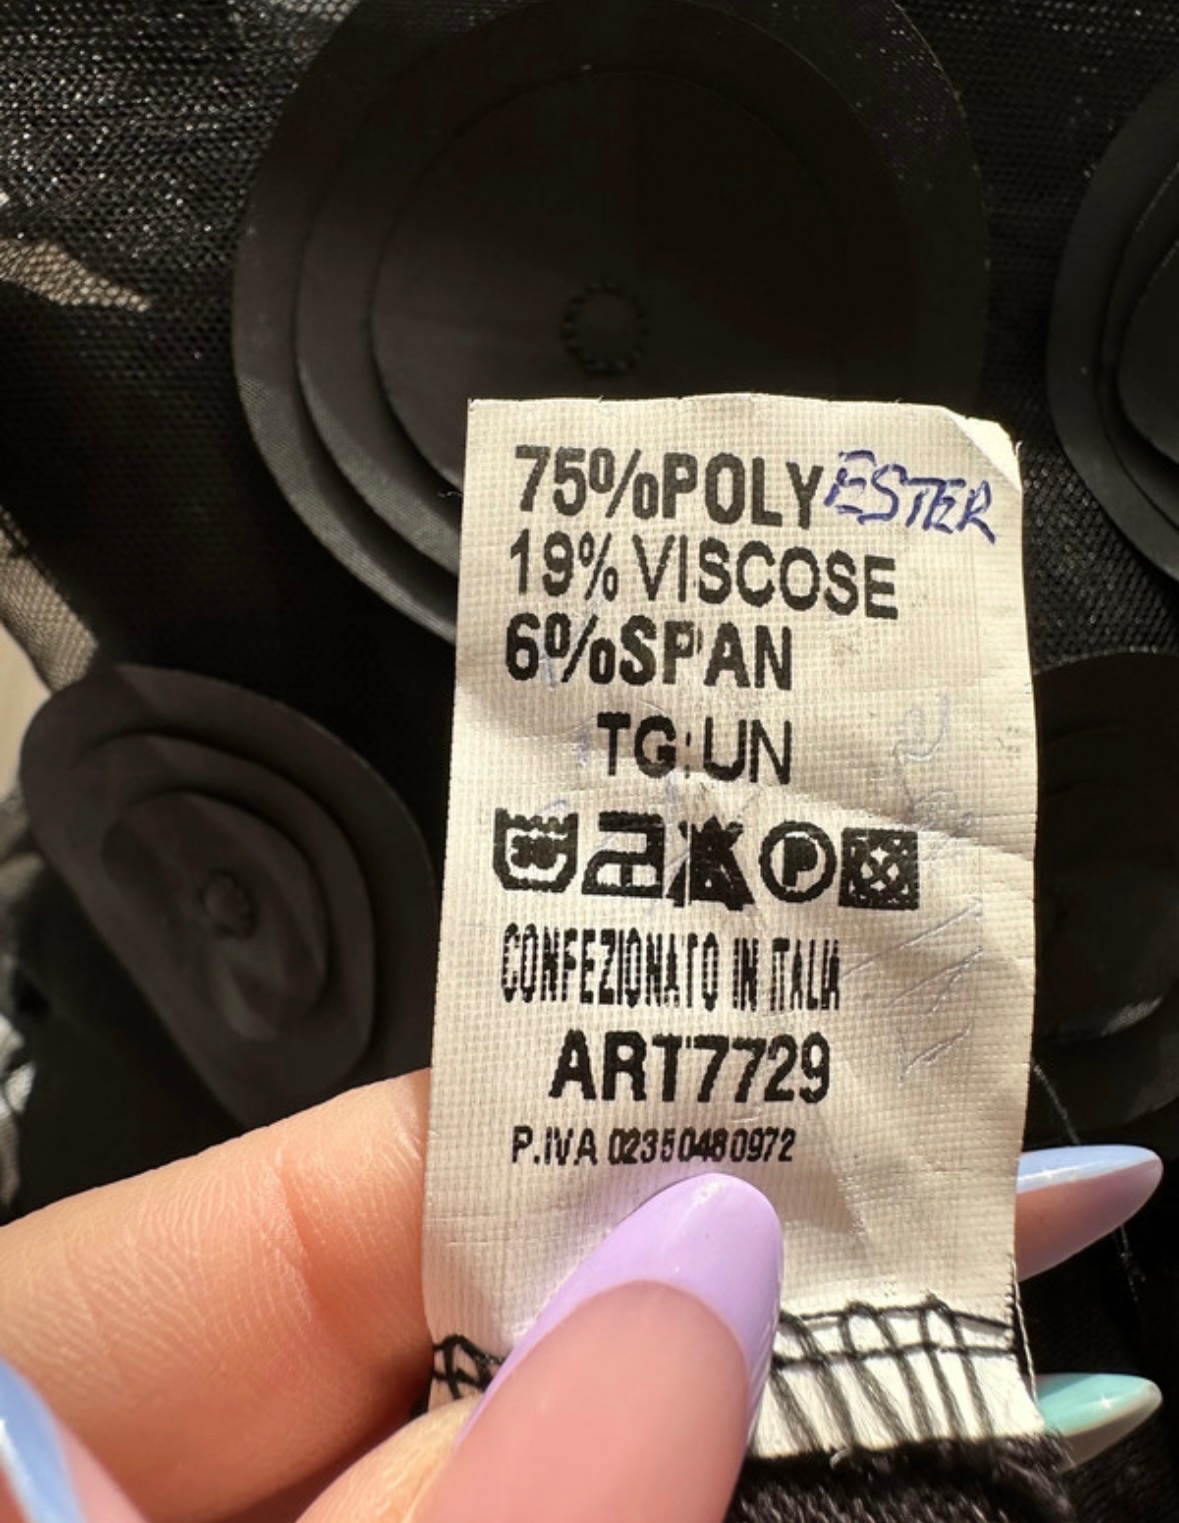 75%POLYESTER
19% VISCOSE
6%SPAN
TG:UN
P
CONFEZIONATO IN ITALIA
ART7729
P.IVA 02350480972